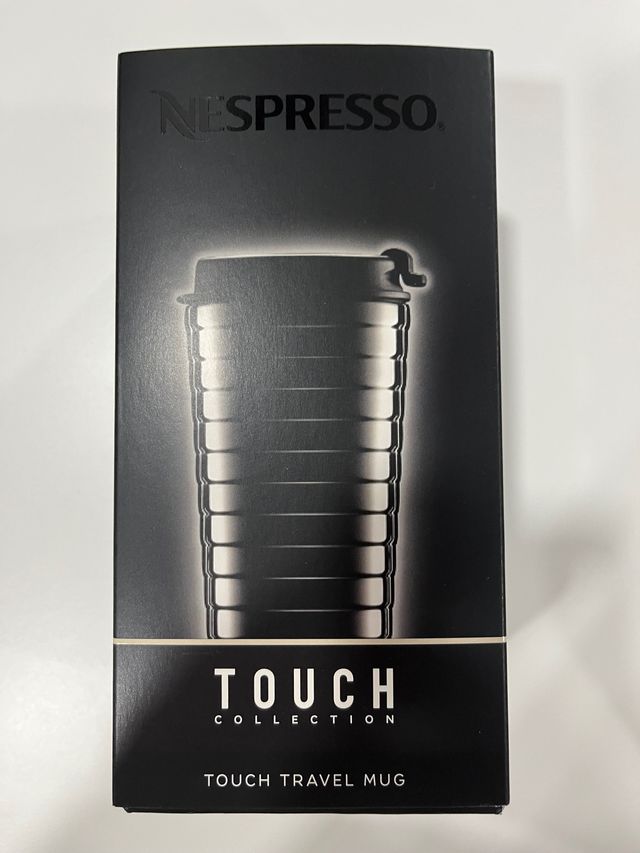 NESPRESSO®
TOUCH
COLLECTION
TOUCH TRAVEL MUG